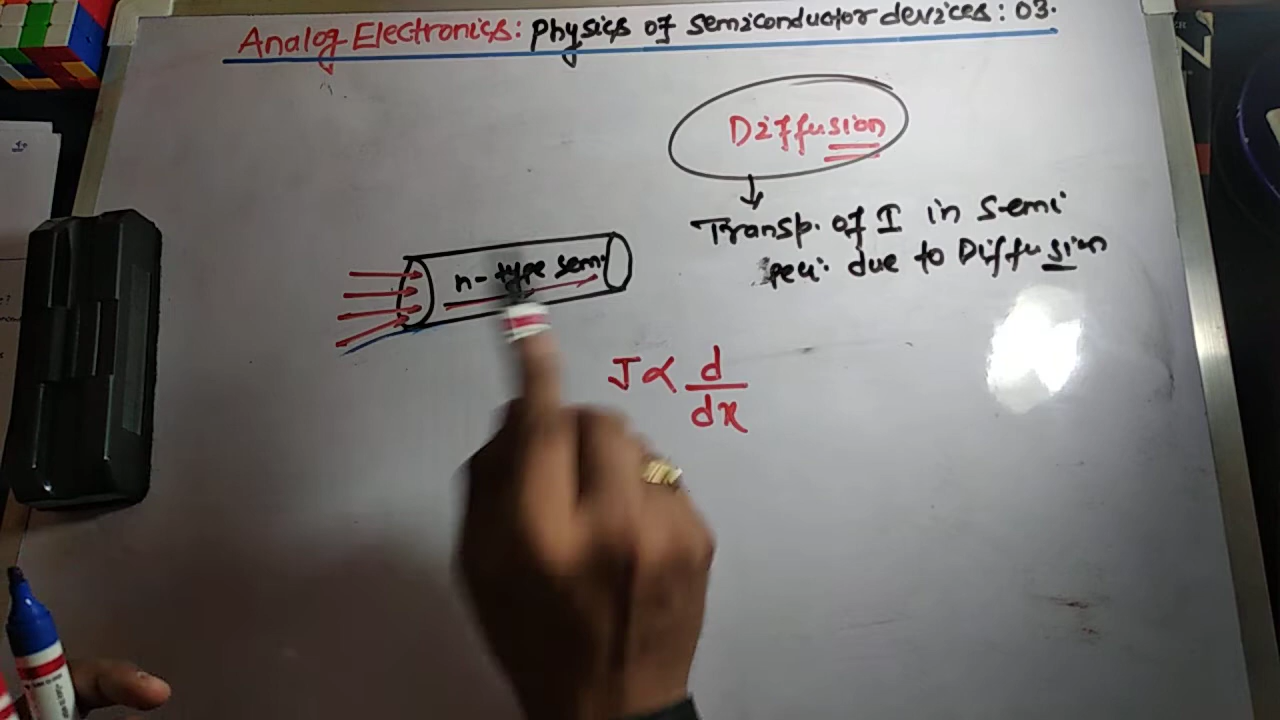 Analog Electronics: Physics of semiconductor devices: 03.
Diffusion
Transp. of I in semi
due to Diffusion
n-type semi
J ∝ d/dx